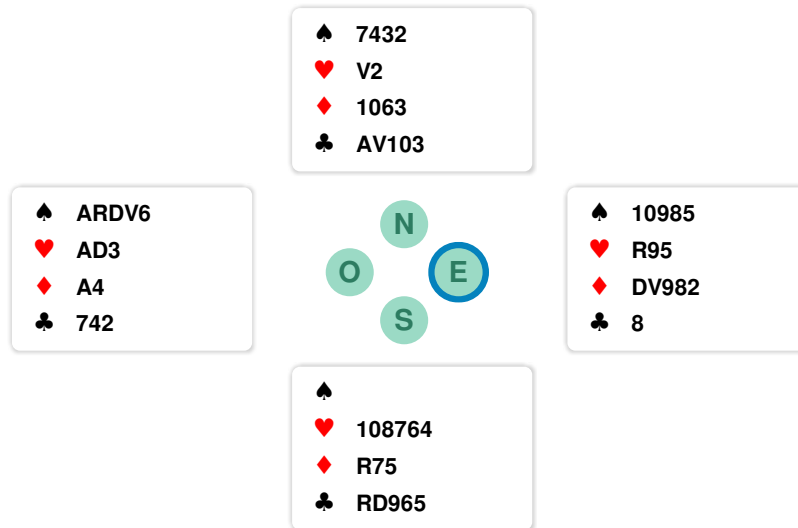 ♠ 7432
♥ V2
♦ 1063
♣ AV103
♠ ARDV6
♥ AD3
♦ A4
♣ 742
N
O
E
S
♠ 10985
♥ R95
♦ DV982
♣ 8
♠
♥ 108764
♦ R75
♣ RD965